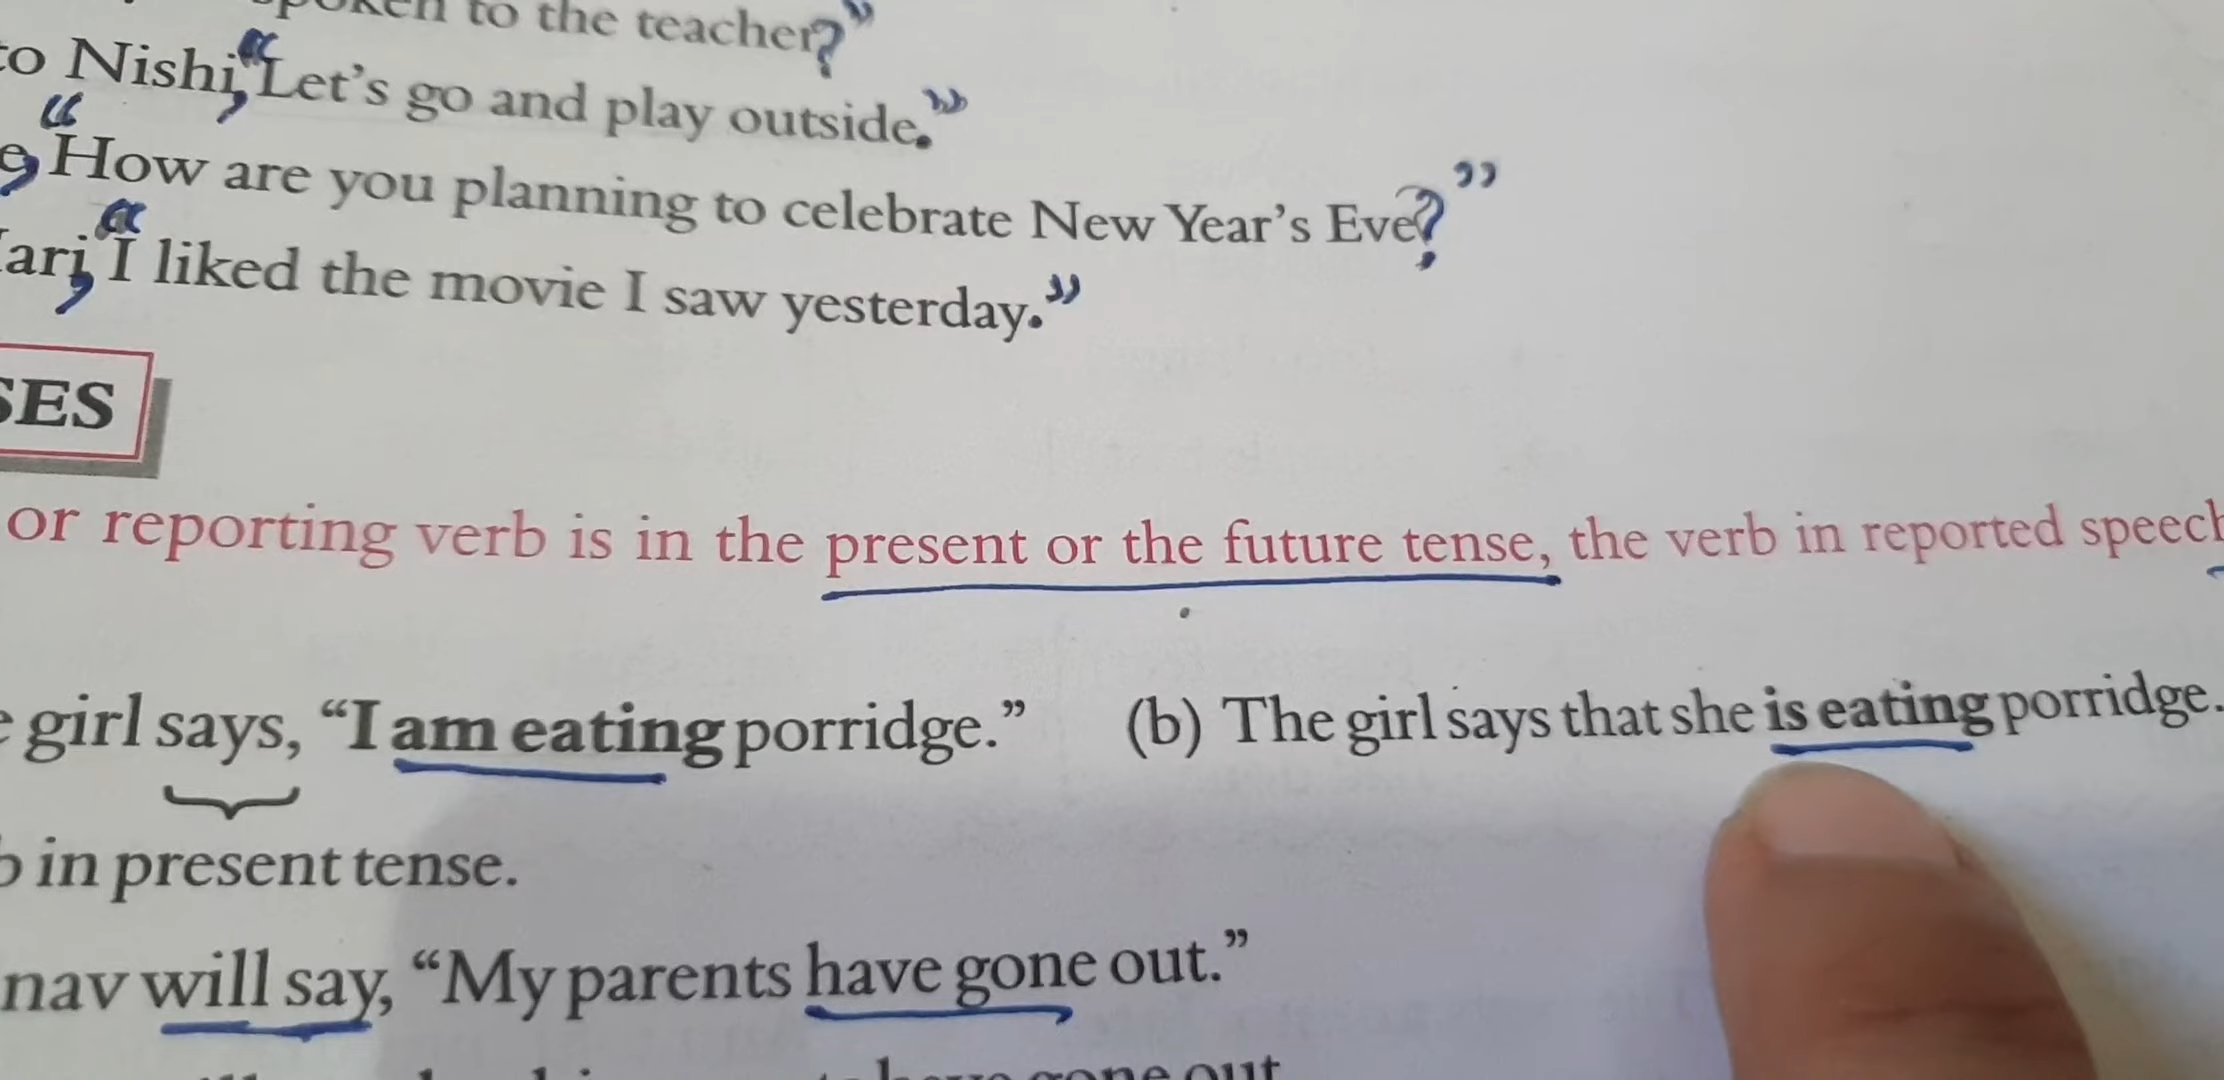 to the teacher?”
to Nishi, “Let’s go and play outside.”
“How are you planning to celebrate New Year’s Eve?”
“I liked the movie I saw yesterday.”
or reporting verb is in the present or the future tense, the verb in reported speech
girl says, “I am eating porridge.” (b) The girl says that she is eating porridge.
in present tense.
will say, “My parents have gone out.”